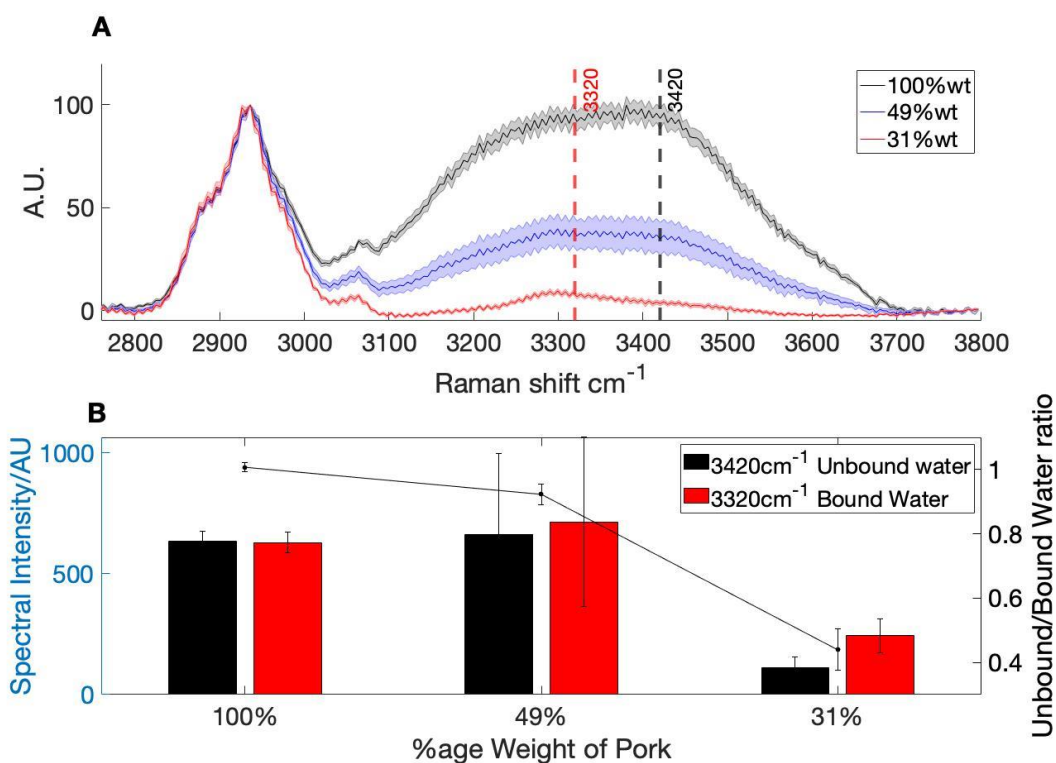 A
A.U.
100
50
0
3320
3420
100%wt
49%wt
31%wt
2800 2900 3000 3100 3200 3300 3400 3500 3600 3700 3800
Raman shift cm⁻¹
B
Spectral Intensity/AU
1000
500
0
3420cm⁻¹ Unbound water
3320cm⁻¹ Bound Water
1
0.8
0.6
0.4
Unbound/Bound Water ratio
100% 49% 31%
%age Weight of Pork